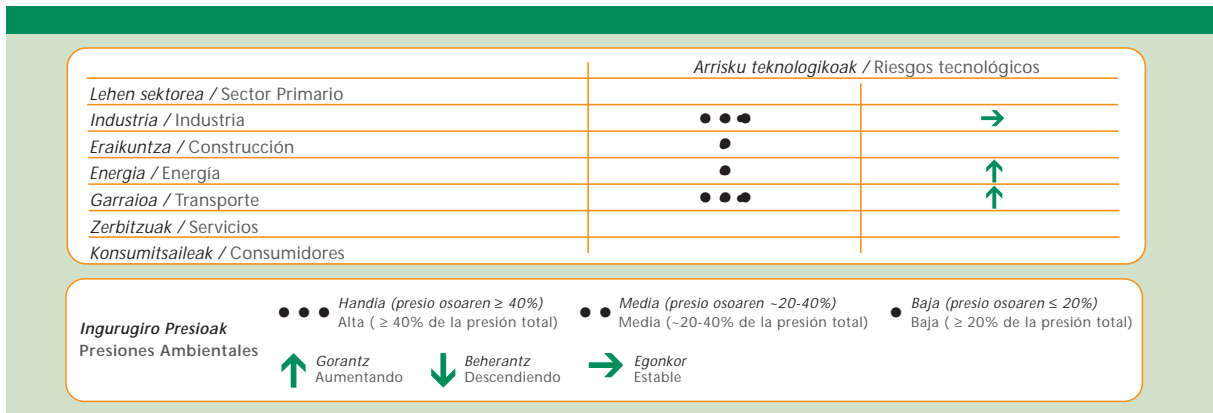 Arrisku teknologikoak / Riesgos tecnológicos
Lehen sektorea / Sector Primario
Industria / Industria
Eraikuntza / Construcción
Energia / Energía
Garraioa / Transporte
Zerbitzuak / Servicios
Konsumitsaileak / Consumidores
Ingurugiro Presioak
Presiones Ambientales
Handia (presio osoaren ≥ 40%)
Alta ( ≥ 40% de la presión total)
Media (presio osoaren ~20-40%)
Media (~20-40% de la presión total)
Baja (presio osoaren ≤ 20%)
Baja ( ≥ 20% de la presión total)
Gorantz
Aumentando
Beherantz
Descendiendo
Egonkor
Estable